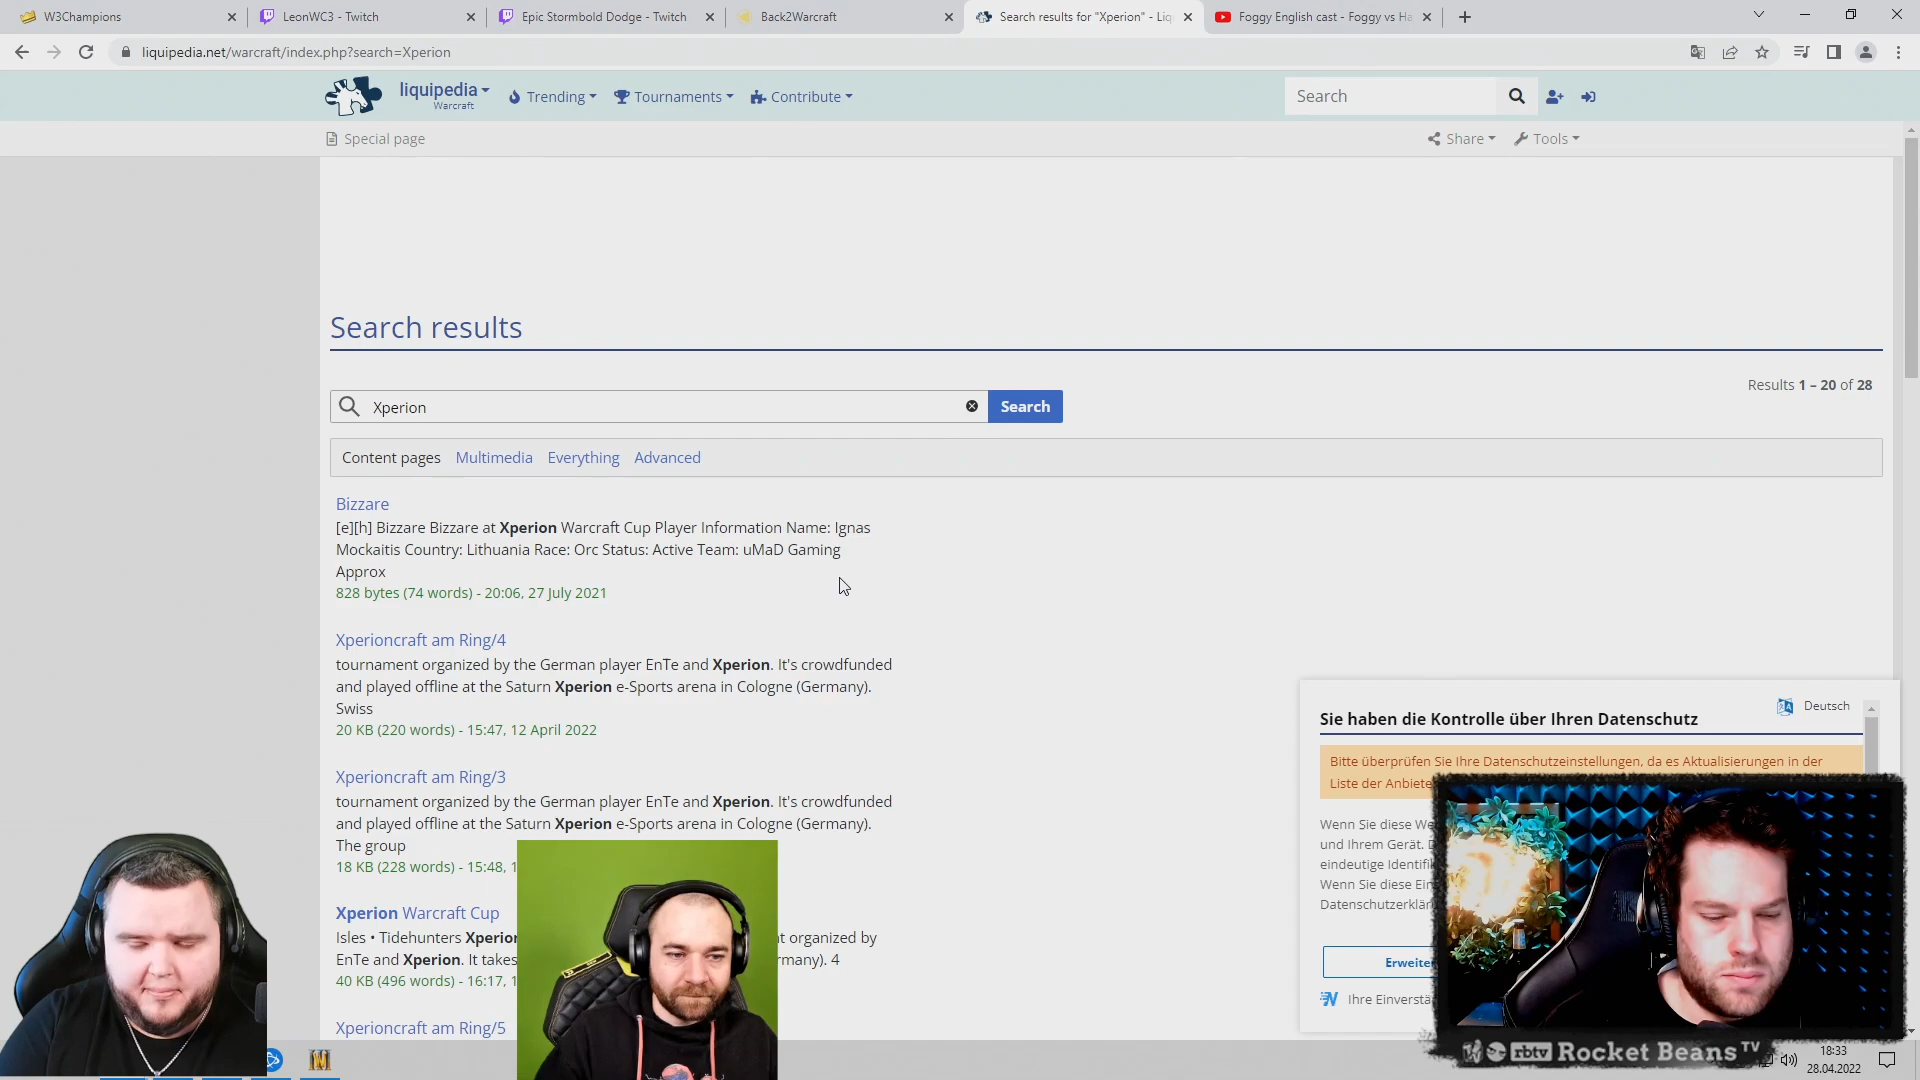 W3Champions
LeonWC3 - Twitch
Epic Stormbold Dodge - Twitch
Back2Warcraft
Search results for "Xperion" - Liq
Foggy English cast - Foggy vs Ha
liquipedia.net/warcraft/index.php?search=Xperion
liquipedia
Warcraft
Trending
Tournaments
Contribute
Search
Special page
Share
Tools
Search results
Results 1 – 20 of 28
Xperion
Search
Content pages Multimedia Everything Advanced
Bizzare
[e][h] Bizzare Bizzare at Xperion Warcraft Cup Player Information Name: Ignas
Mockaitis Country: Lithuania Race: Orc Status: Active Team: uMaD Gaming
Approx
828 bytes (74 words) - 20:06, 27 July 2021
Xperioncraft am Ring/4
tournament organized by the German player EnTe and Xperion. It's crowdfunded
and played offline at the Saturn Xperion e-Sports arena in Cologne (Germany).
Swiss
20 KB (220 words) - 15:47, 12 April 2022
Xperioncraft am Ring/3
tournament organized by the German player EnTe and Xperion. It's crowdfunded
and played offline at the Saturn Xperion e-Sports arena in Cologne (Germany).
The group
18 KB (228 words) - 15:48, 1
Xperion Warcraft Cup
Isles • Tidehunters Xperion t organized by
EnTe and Xperion. It takes many). 4
40 KB (496 words) - 16:17, 1
Xperioncraft am Ring/5
Deutsch
Sie haben die Kontrolle über Ihren Datenschutz
Bitte überprüfen Sie Ihre Datenschutzeinstellungen, da es Aktualisierungen in der
Liste der Anbiete
Wenn Sie diese We
und Ihrem Gerät. D
eindeutige Identifik
Wenn Sie diese Ein
Datenschutzerklär
Erweite
Ihre Einverstä
rbtv Rocket Beans TV
18:33
28.04.2022